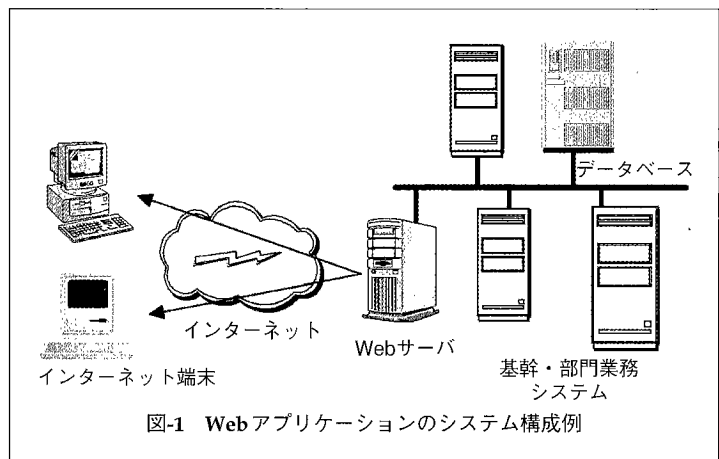 データベース
インターネット
Webサーバ
インターネット端末
基幹・部門業務
システム
図-1 Webアプリケーションのシステム構成例